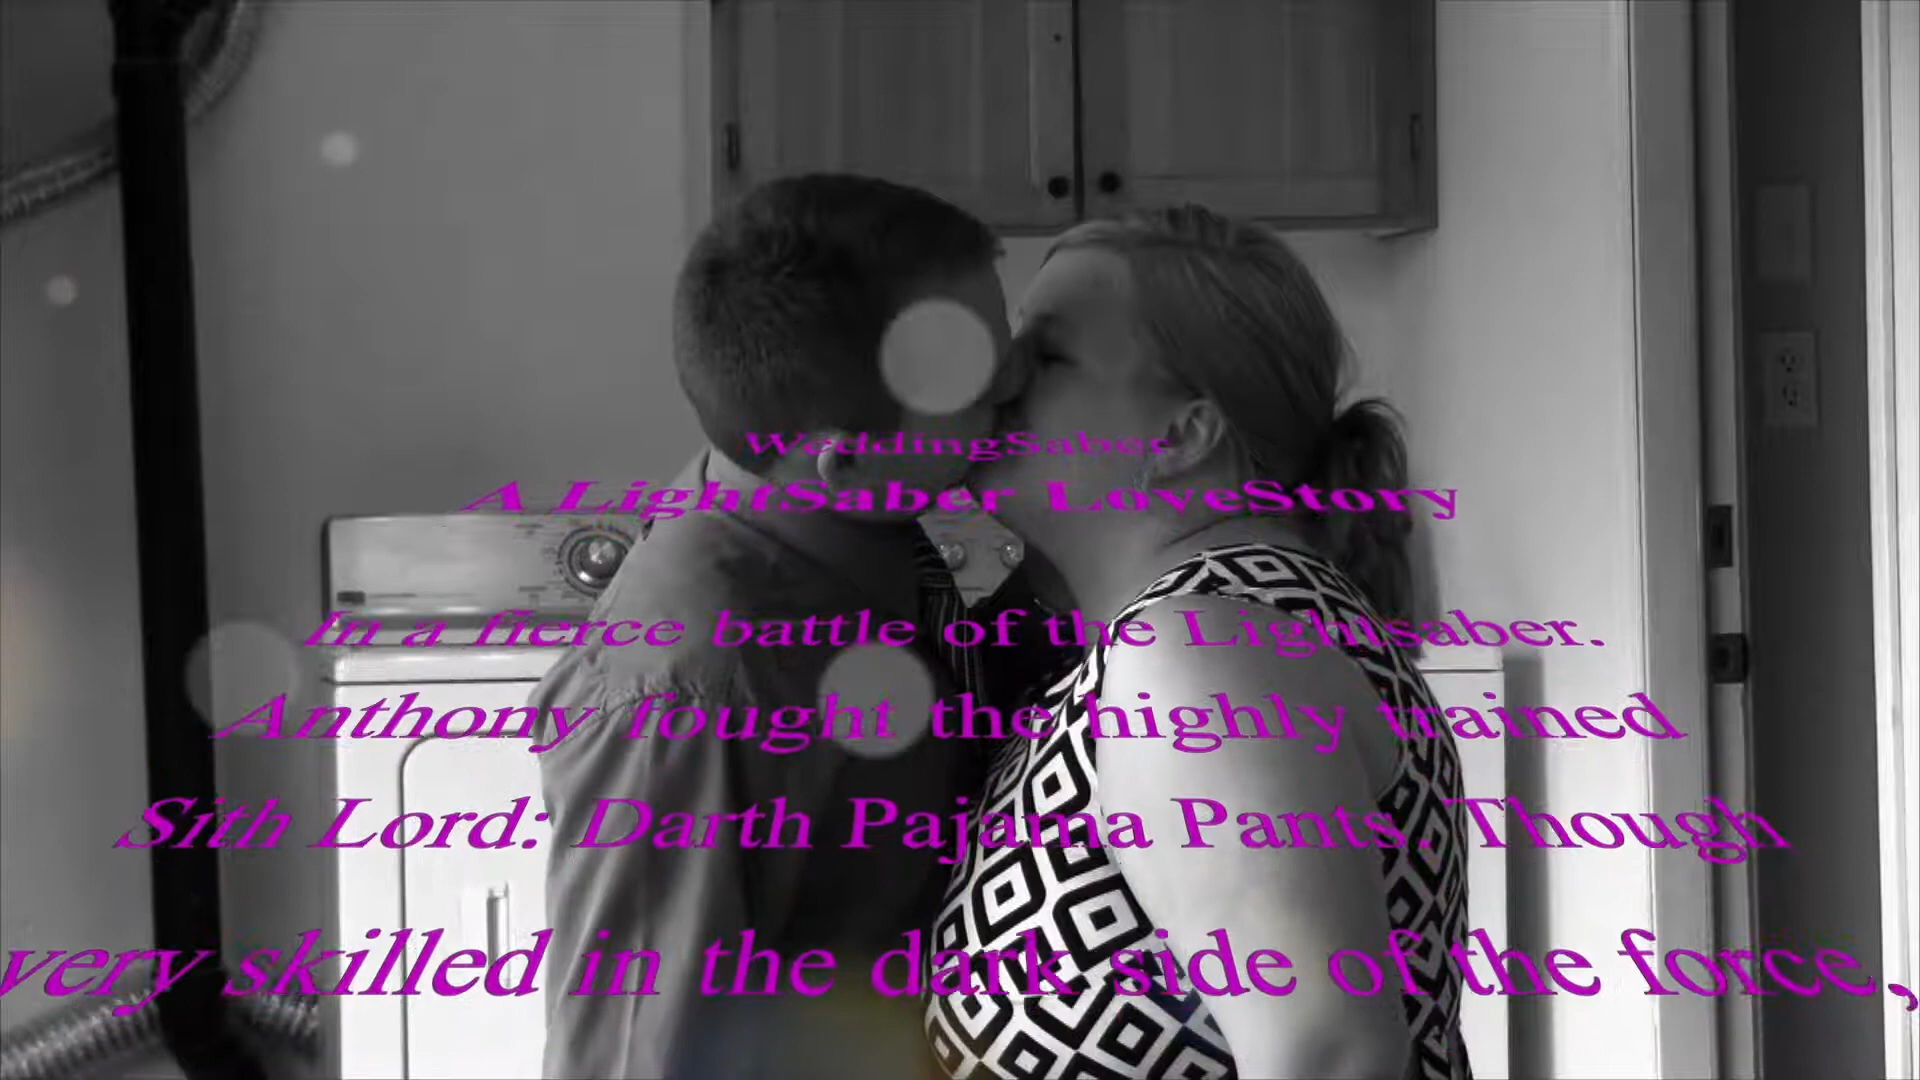 WeddingSaber
A LightSaber LoveStory
In a fierce battle of the Lightsaber.
Anthony fought the highly trained
Sith Lord: Darth Pajama Pants. Though
very skilled in the dark side of the force,